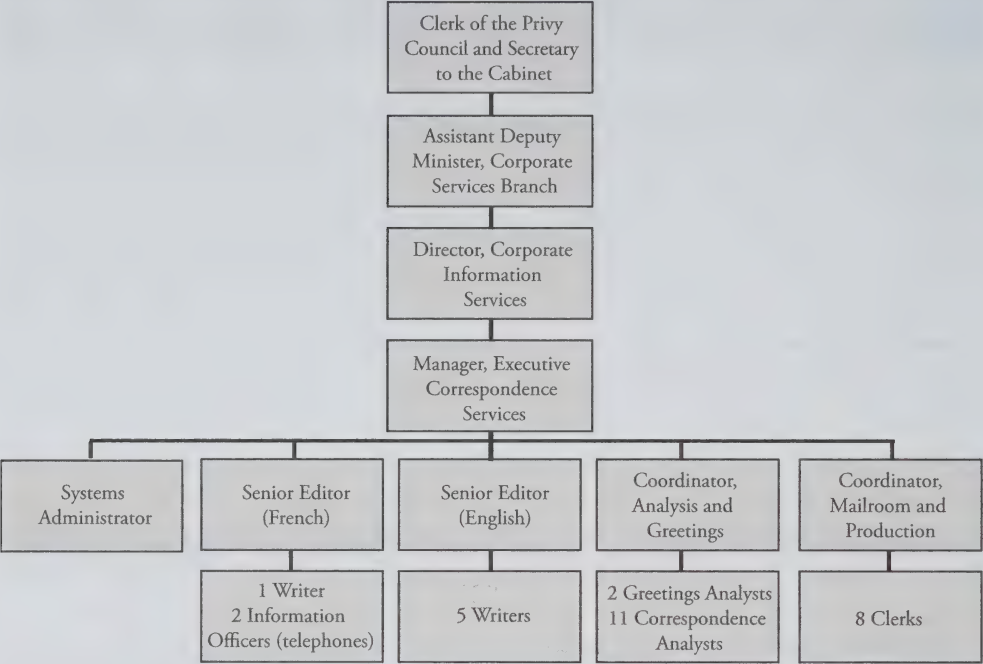 Clerk of the Privy
Council and Secretary
to the Cabinet
Assistant Deputy
Minister, Corporate
Services Branch
Director, Corporate
Information
Services
Manager, Executive
Correspondence
Services
Systems
Administrator
Senior Editor
(French)
Senior Editor
(English)
Coordinator,
Analysis and
Greetings
Coordinator,
Mailroom and
Production
1 Writer
2 Information
Officers (telephones)
5 Writers
2 Greetings Analysts
11 Correspondence
Analysts
8 Clerks